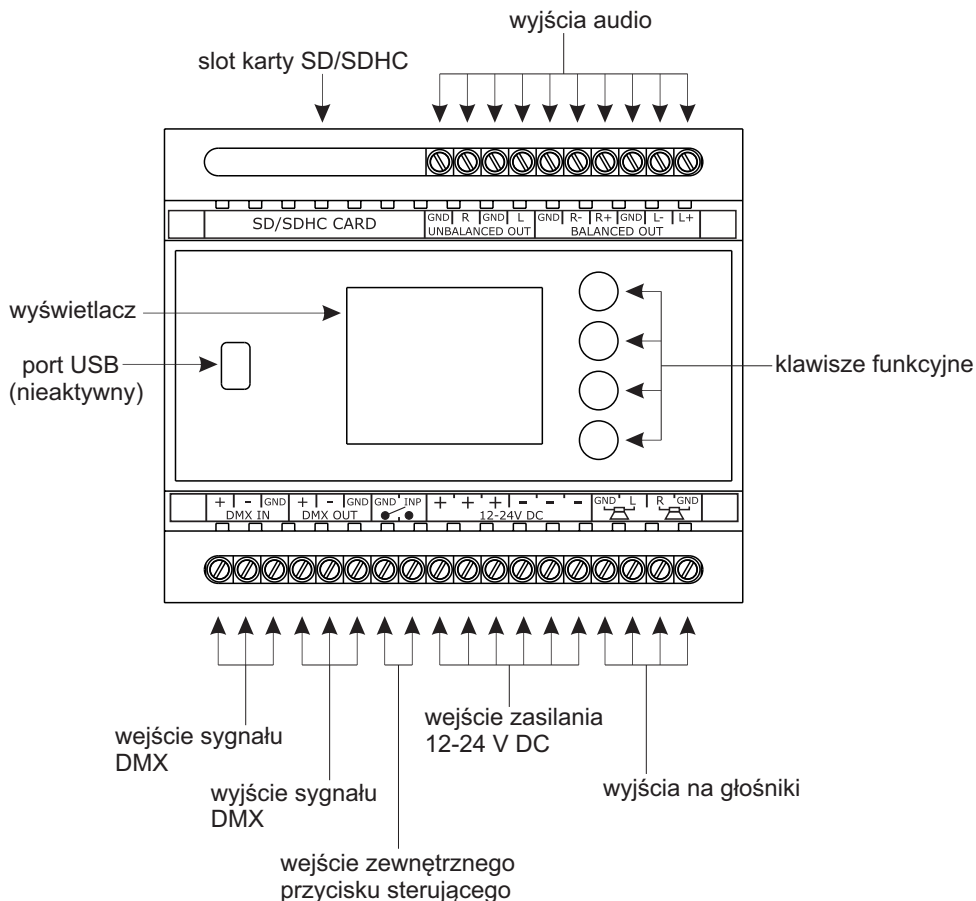 wyjścia audio
slot karty SD/SDHC
SD/SDHC CARD
GND R GND L GND R- R+ GND L- L+
UNBALANCED OUT BALANCED OUT
wyświetlacz
port USB
(nieaktywny)
klawisze funkcyjne
+ - GND + - GND GND INP + + + - - - GND L R GND
DMX IN DMX OUT 12-24V DC
wejście sygnału
DMX
wyjście sygnału
DMX
wejście zewnętrznego
przycisku sterującego
wejście zasilania
12-24 V DC
wyjścia na głośniki